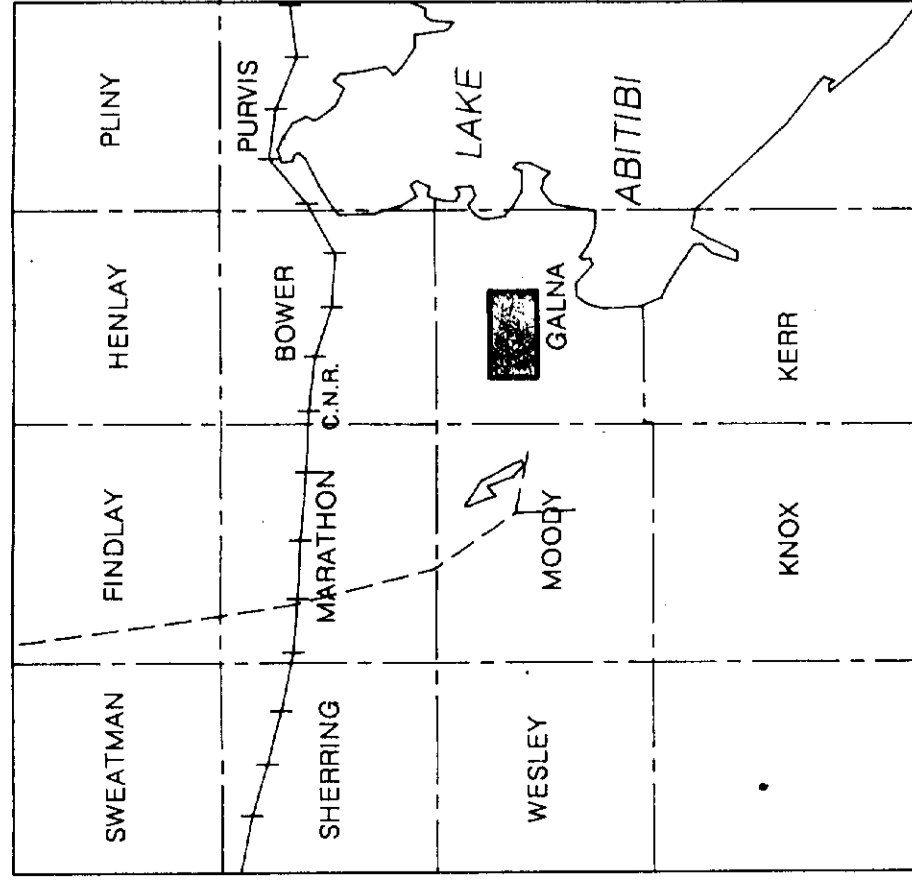 SWEATMAN
FINDLAY
HENLAY
PLINY
SHERRING
MARATHON
C.N.R.
BOWER
PURVIS
WESLEY
MOODY
GALNA
LAKE
ABITIBI
KNOX
KERR